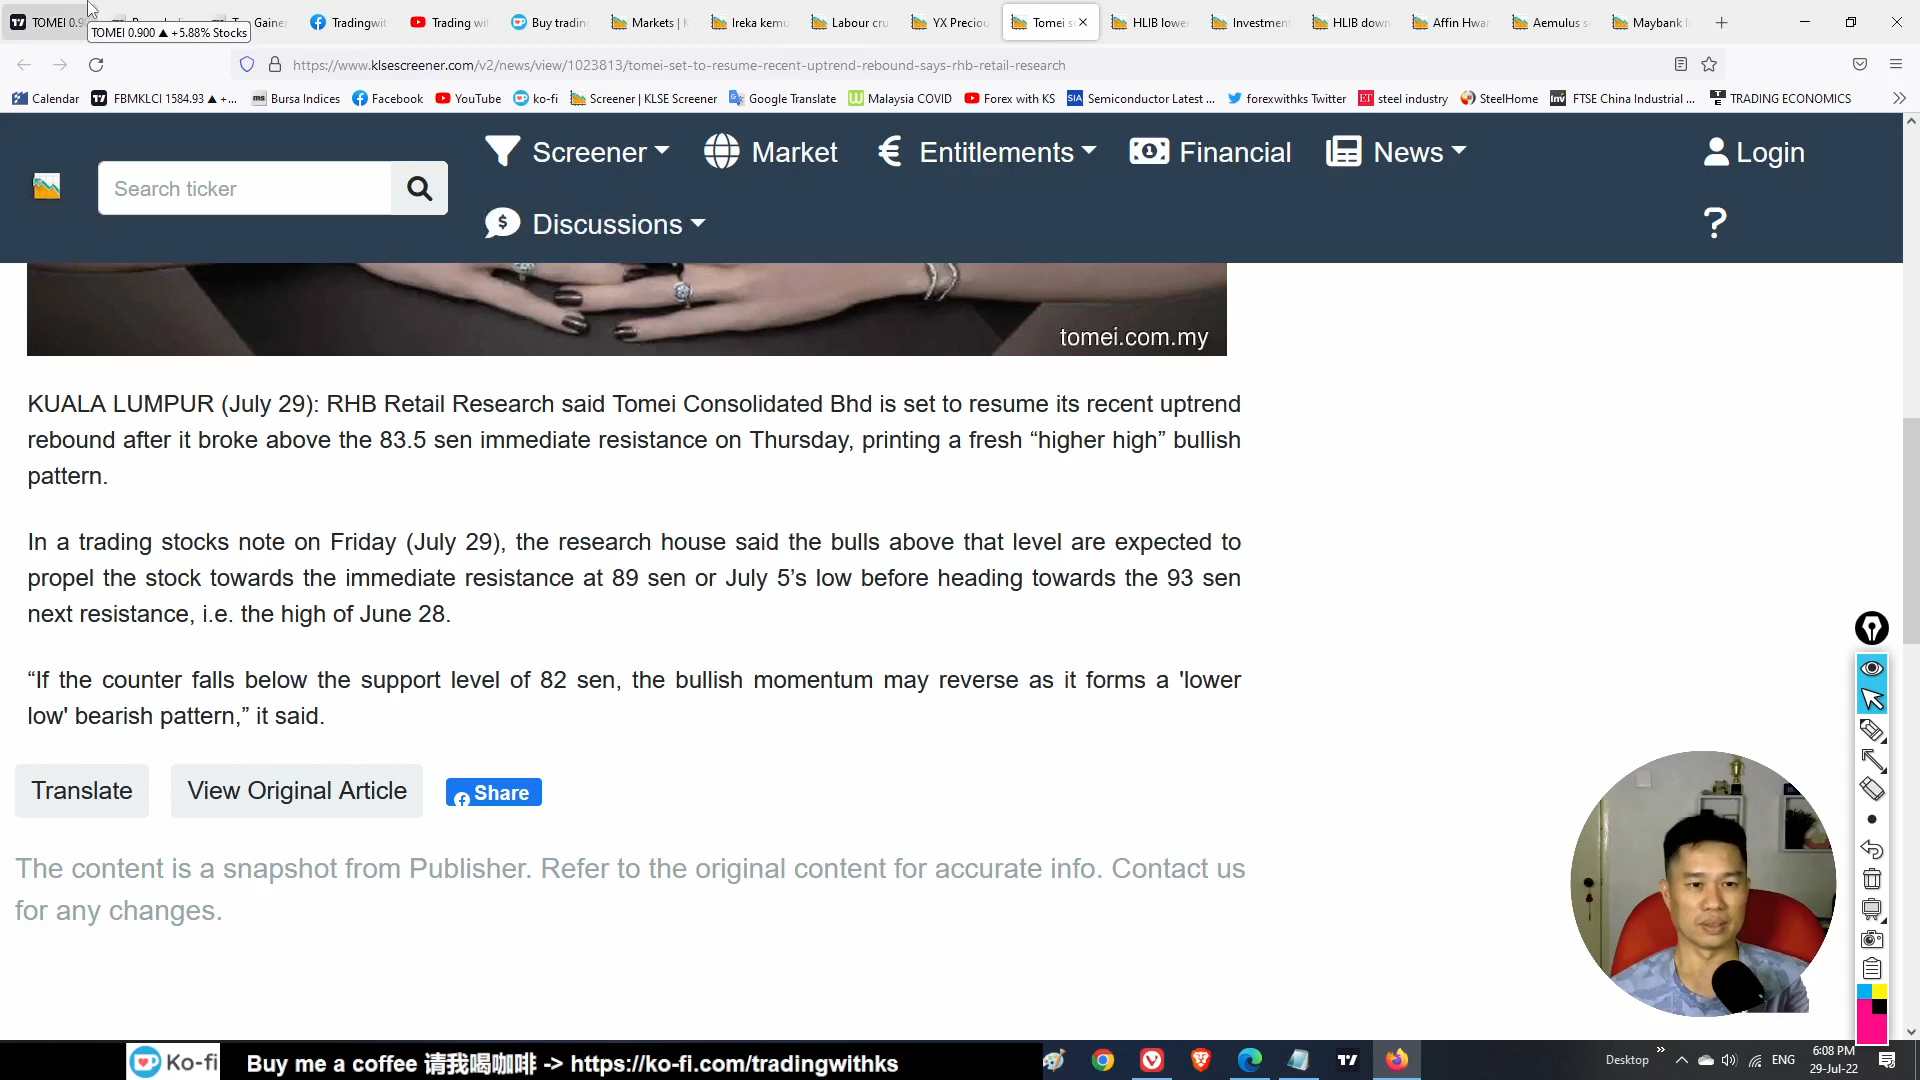 TOMEI 0.9
Gainer
Tradingwit
Trading wit
Buy tradin
Markets | K
Ireka kemu
Labour cru
YX Preciou
Tomei s
HLIB lowe
Investment
HLIB down
Affin Hwa
Aemulus s
Maybank I
TOMEI 0.900 ▲ +5.88% Stocks
https://www.klsescreener.com/v2/news/view/1023813/tomei-set-to-resume-recent-uptrend-rebound-says-rhb-retail-research
Calendar
FBMKLCI 1584.93 ▲ +...
ms Bursa Indices
Facebook
YouTube
ko-fi
Screener | KLSE Screener
Google Translate
Malaysia COVID
Forex with KS
SIA Semiconductor Latest ...
forexwithks Twitter
ET steel industry
SteelHome
Inv FTSE China Industrial ...
TE TRADING ECONOMICS
Search ticker
Screener
Market
Entitlements
Financial
News
Login
Discussions
?
tomei.com.my
KUALA LUMPUR (July 29): RHB Retail Research said Tomei Consolidated Bhd is set to resume its recent uptrend
rebound after it broke above the 83.5 sen immediate resistance on Thursday, printing a fresh “higher high” bullish
pattern.
In a trading stocks note on Friday (July 29), the research house said the bulls above that level are expected to
propel the stock towards the immediate resistance at 89 sen or July 5’s low before heading towards the 93 sen
next resistance, i.e. the high of June 28.
“If the counter falls below the support level of 82 sen, the bullish momentum may reverse as it forms a 'lower
low' bearish pattern,” it said.
Translate
View Original Article
Share
The content is a snapshot from Publisher. Refer to the original content for accurate info. Contact us
for any changes.
Ko-fi
Buy me a coffee 请我喝咖啡 -> https://ko-fi.com/tradingwithks
Desktop
ENG
6:08 PM
29-Jul-22